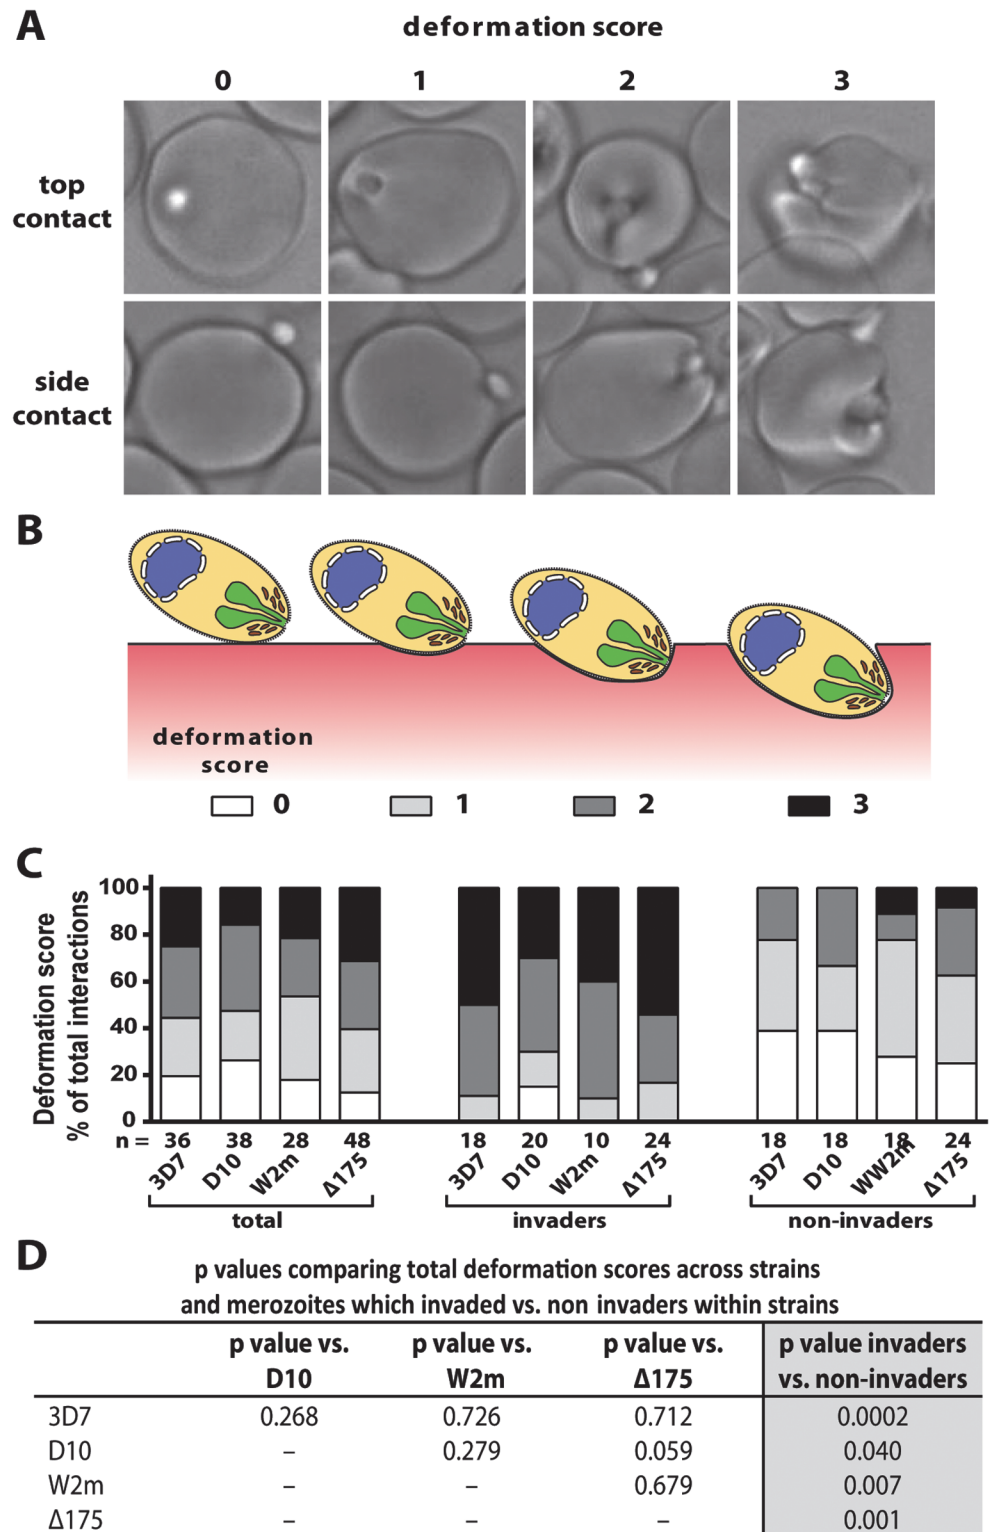 A
deformation score
0 1 2 3
top
contact
side
contact
B
deformation
score
0 1 2 3
C
Deformation score
% of total interactions
100
80
60
40
20
0
n = 36 38 28 48 18 20 10 24 18 18 18 24
3D7 D10 W2m Δ175 3D7 D10 W2m Δ175 3D7 D10 WW2m Δ175
total invaders non-invaders
D
p values comparing total deformation scores across strains
and merozoites which invaded vs. non invaders within strains
p value vs. p value vs. p value vs. p value invaders
D10 W2m Δ175 vs. non-invaders
3D7 0.268 0.726 0.712 0.0002
D10 – 0.279 0.059 0.040
W2m – – 0.679 0.007
Δ175 – – – 0.001